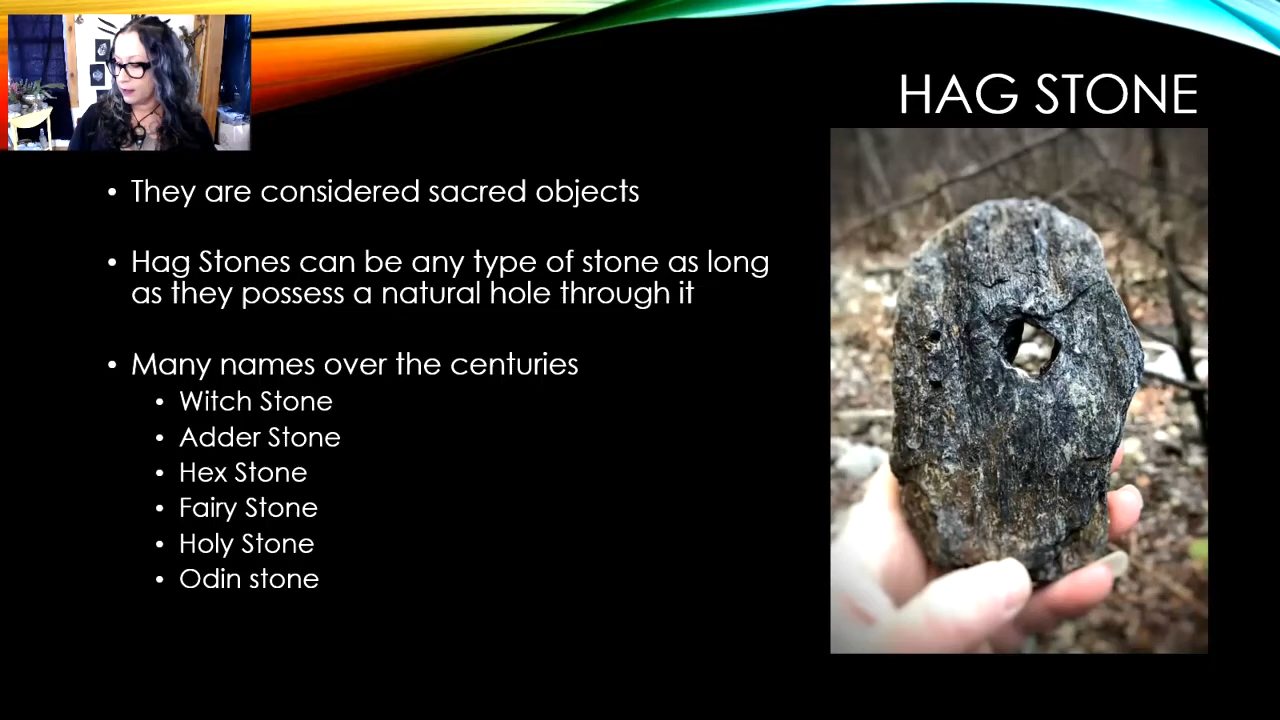 HAG STONE
• They are considered sacred objects
• Hag Stones can be any type of stone as long
as they possess a natural hole through it
• Many names over the centuries
• Witch Stone
• Adder Stone
• Hex Stone
• Fairy Stone
• Holy Stone
• Odin stone